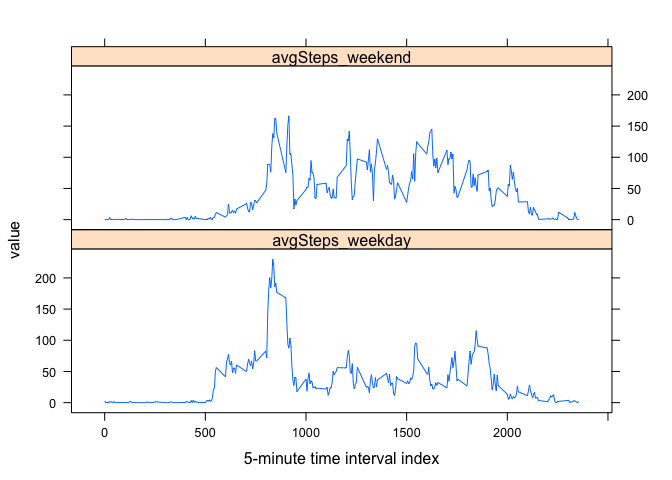 avgSteps_weekend
200
150
100
50
0
avgSteps_weekday
200
150
100
50
0
value
0 500 1000 1500 2000
5-minute time interval index